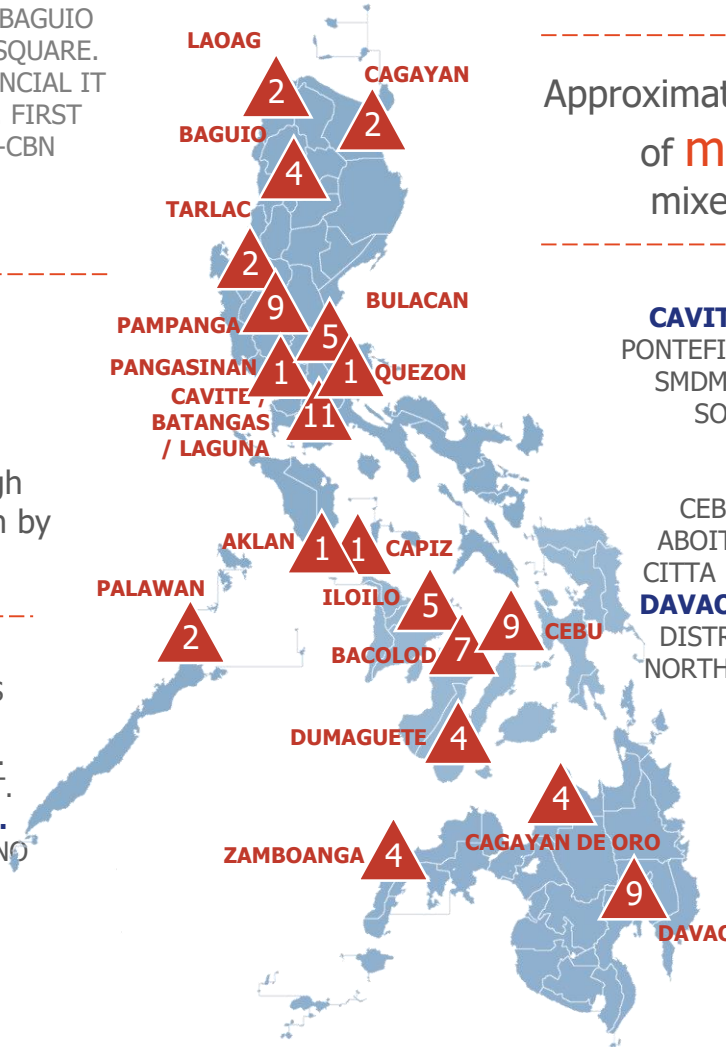 BAGUIO
SQUARE.
NCIAL IT
FIRST
-CBN
LAOAG
2
CAGAYAN
2
BAGUIO
4
TARLAC
2
PAMPANGA
9
BULACAN
5
PANGASINAN
1
QUEZON
1
CAVITE /
BATANGAS
/ LAGUNA
11
AKLAN
1
CAPIZ
1
PALAWAN
2
ILOILO
5
BACOLOD
7
CEBU
9
DUMAGUETE
4
CAGAYAN DE ORO
4
ZAMBOANGA
4
DAVAO
9
gh
n by
S
.
NO
Approximat
of m
mixe
CAVIT
PONTEFI
SMDM
SO
CEB
ABOIT
CITTA
DAVAO
DISTR
NORTH